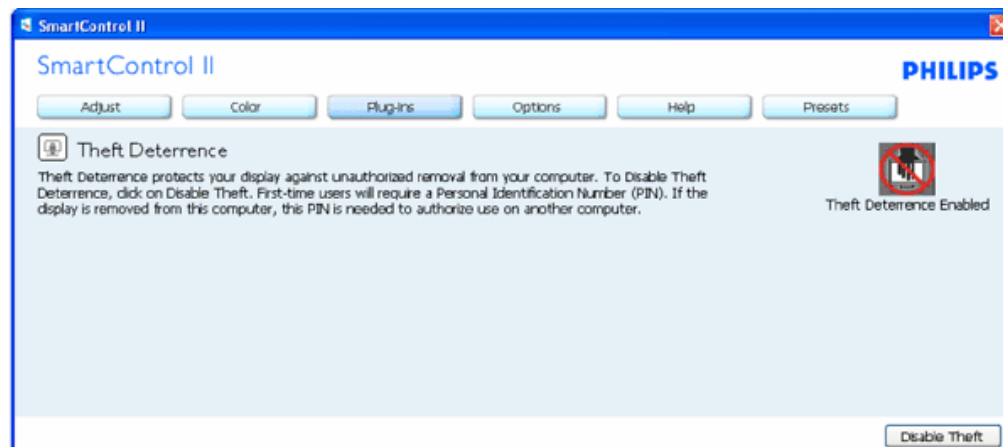 SmartControl II
SmartControl II
PHILIPS
Adjust Color Plug-Ins Options Help Presets
Theft Deterrence
Theft Deterrence protects your display against unauthorized removal from your computer. To Disable Theft
Deterrence, click on Disable Theft. First-time users will require a Personal Identification Number (PIN). If the
display is removed from this computer, this PIN is needed to authorize use on another computer.
Theft Deterrence Enabled
Disable Theft